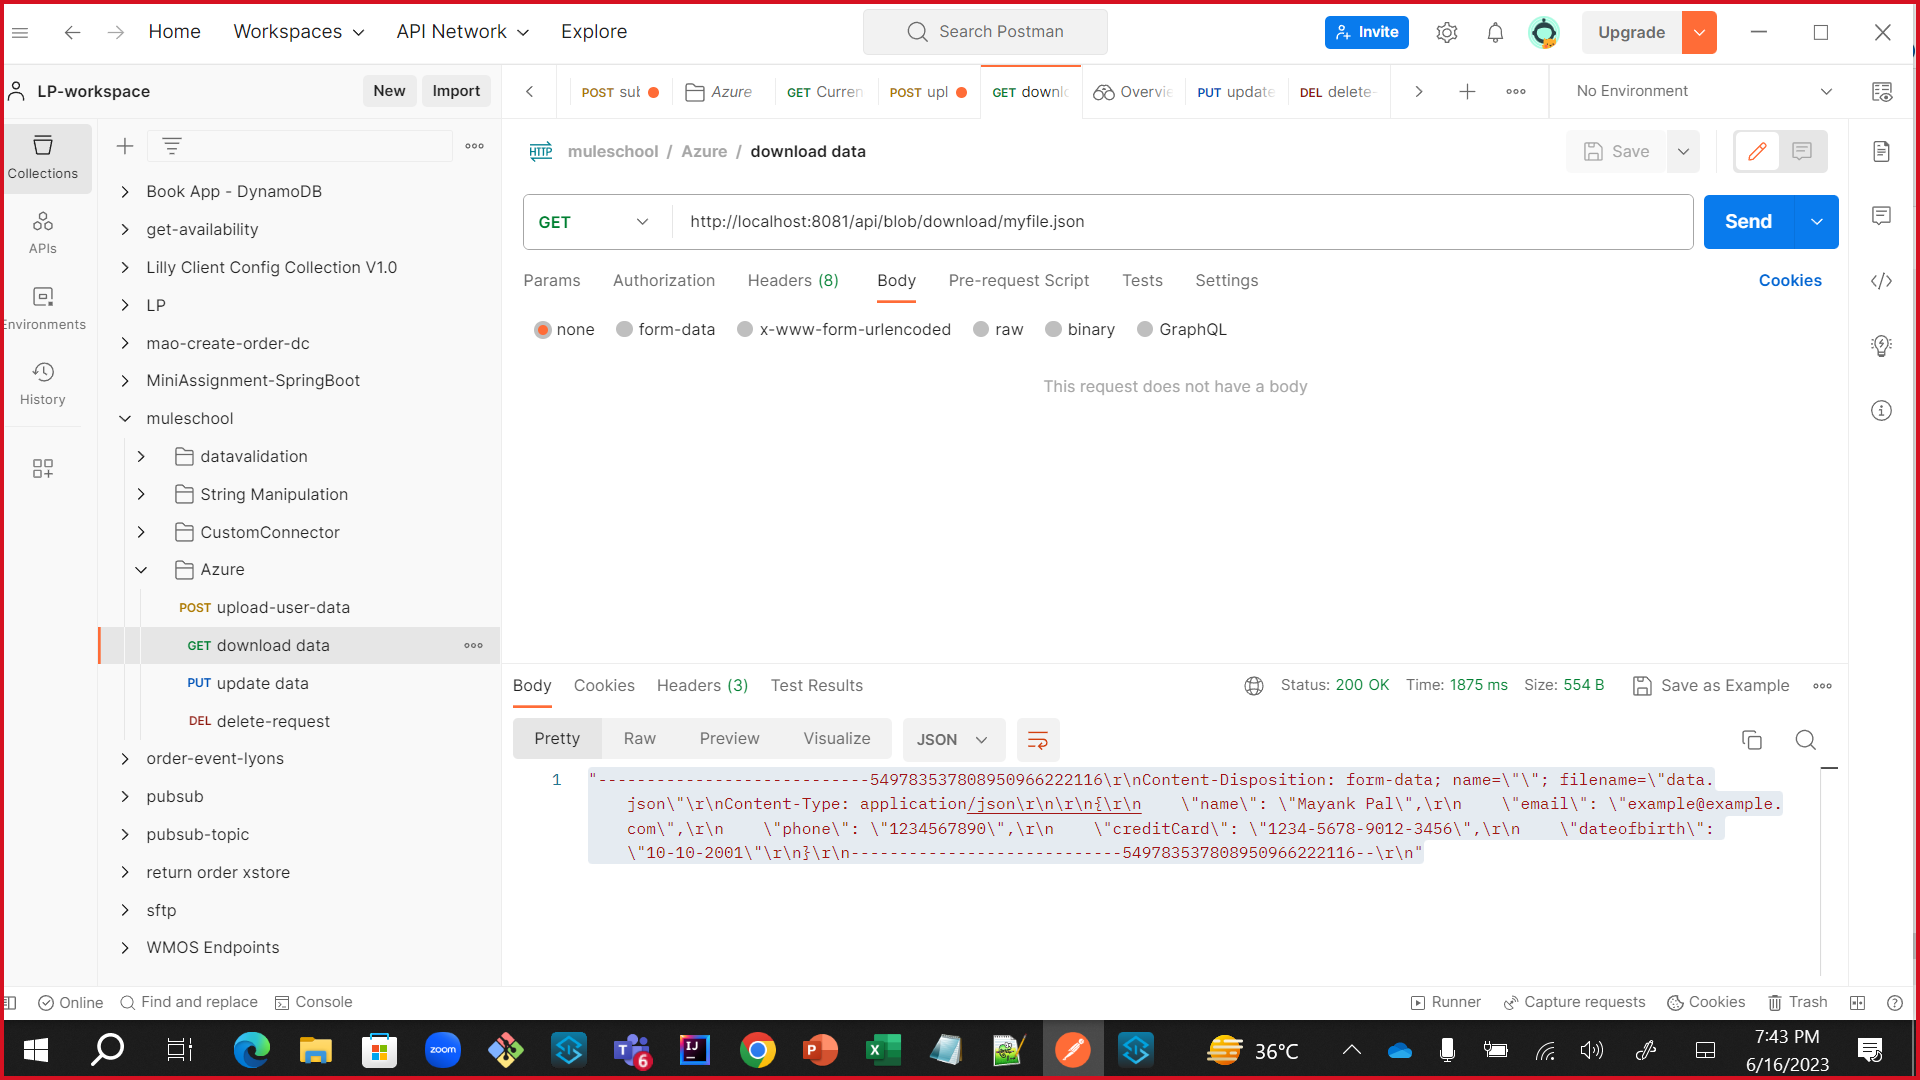 Home
Workspaces
API Network
Explore
Search Postman
Invite
Upgrade
LP-workspace
New
Import
POST sub
Azure
GET Curren
POST upl
GET downlo
Overvie
PUT update
DEL delete-
No Environment
Collections
APIs
Environments
History
Book App - DynamoDB
get-availability
Lilly Client Config Collection V1.0
LP
mao-create-order-dc
MiniAssignment-SpringBoot
muleschool
datavalidation
String Manipulation
CustomConnector
Azure
POST upload-user-data
GET download data
PUT update data
DEL delete-request
order-event-lyons
pubsub
pubsub-topic
return order xstore
sftp
WMOS Endpoints
HTTP muleschool / Azure / download data
Save
GET
http://localhost:8081/api/blob/download/myfile.json
Send
Params Authorization Headers (8) Body Pre-request Script Tests Settings
Cookies
none form-data x-www-form-urlencoded raw binary GraphQL
This request does not have a body
Body Cookies Headers (3) Test Results
Status: 200 OK Time: 1875 ms Size: 554 B
Save as Example
Pretty Raw Preview Visualize JSON
1
"----------------------------549783537808950966222116\r\nContent-Disposition: form-data; name=\"\"; filename=\"data.
json\"\r\nContent-Type: application/json\r\n\r\n{\r\n    \"name\": \"Mayank Pal\",\r\n    \"email\": \"example@example.
com\",\r\n    \"phone\": \"1234567890\",\r\n    \"creditCard\": \"1234-5678-9012-3456\",\r\n    \"dateofbirth\":
\"10-10-2001\"\r\n}\r\n----------------------------549783537808950966222116--\r\n"
Online
Find and replace
Console
Runner
Capture requests
Cookies
Trash
zoom
6
IJ
36°C
7:43 PM
6/16/2023